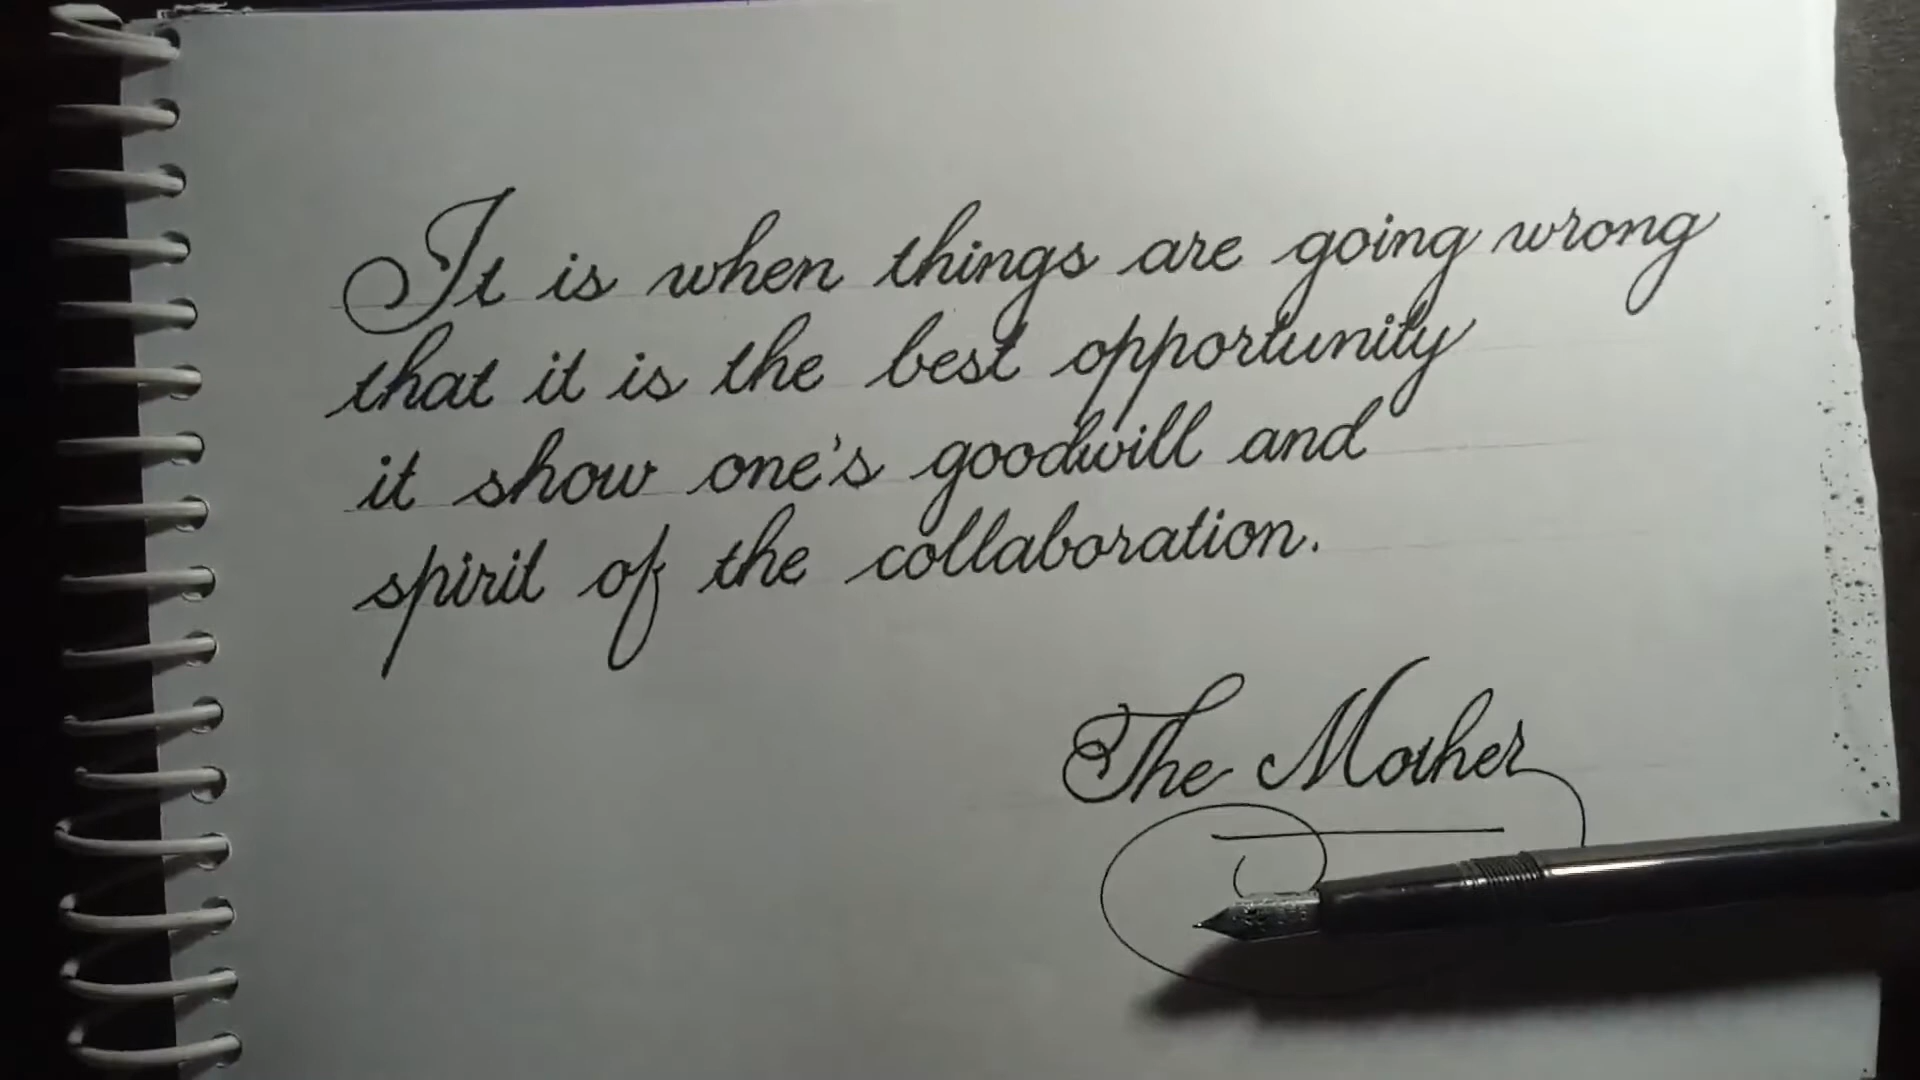 It is when things are going wrong
that it is the best opportunity
it show one's goodwill and
spirit of the collaboration.
The Mother